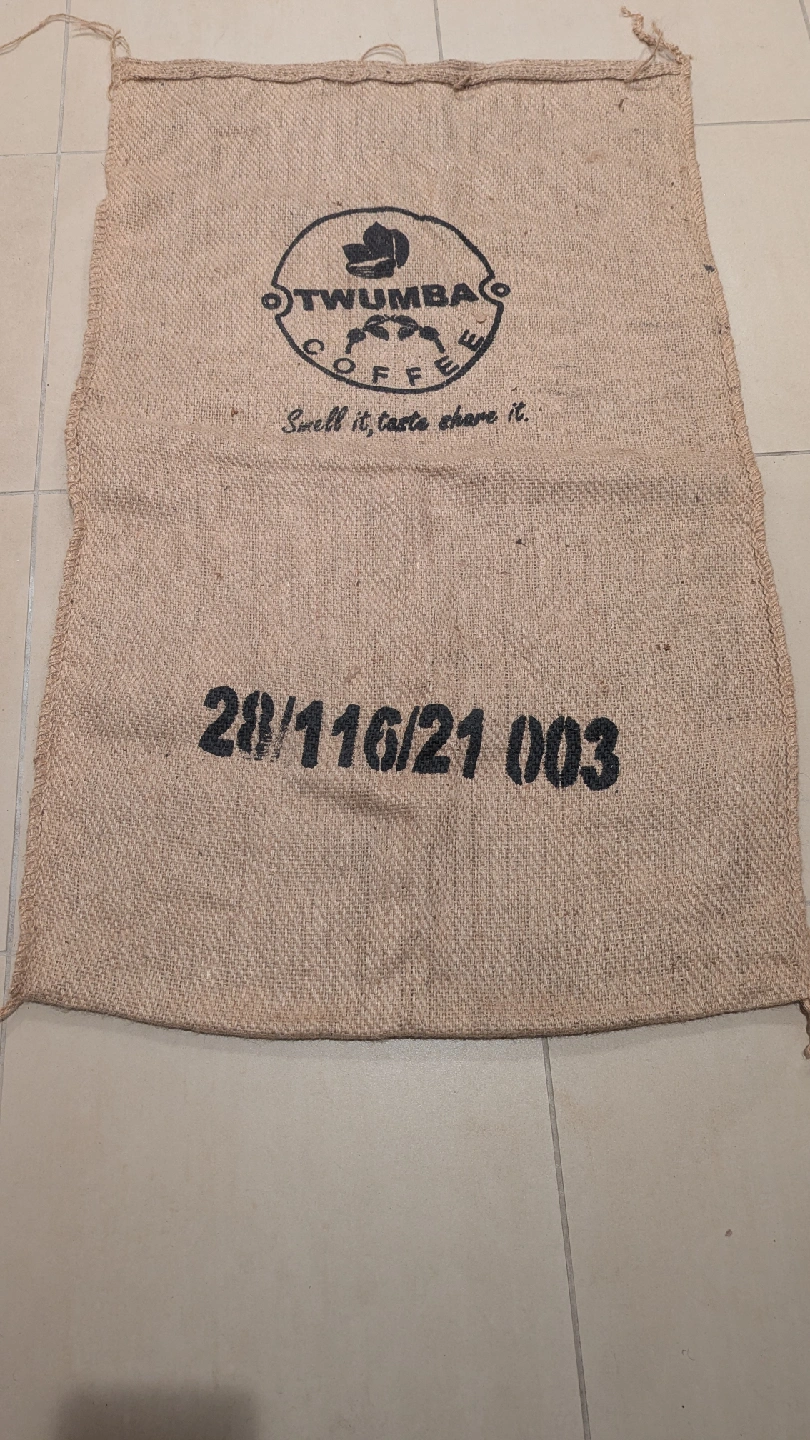 TWUMBA
COFFEE
Smell it, taste share it.
28/116/21 003